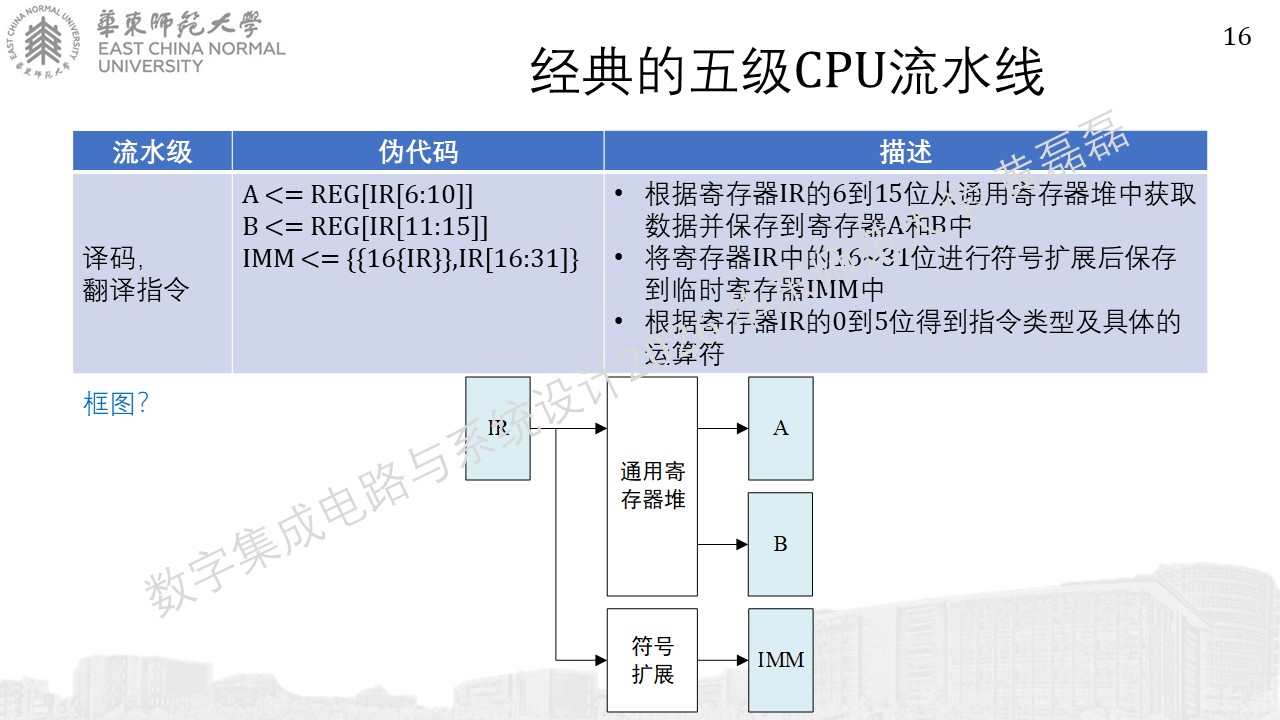 華東師範大學
EAST CHINA NORMAL
UNIVERSITY
16
经典的五级CPU流水线
流水级
伪代码
描述
译码,
翻译指令
A <= REG[IR[6:10]]
B <= REG[IR[11:15]]
IMM <= {{16{IR}},IR[16:31]}
• 根据寄存器IR的6到15位从通用寄存器堆中获取
数据并保存到寄存器A和B中
• 将寄存器IR中的16~31位进行符号扩展后保存
到临时寄存器IMM中
• 根据寄存器IR的0到5位得到指令类型及具体的
运算符
框图?
IR
通用寄
存器堆
A
B
符号
扩展
IMM
数字集成电路与系统设计
磊磊